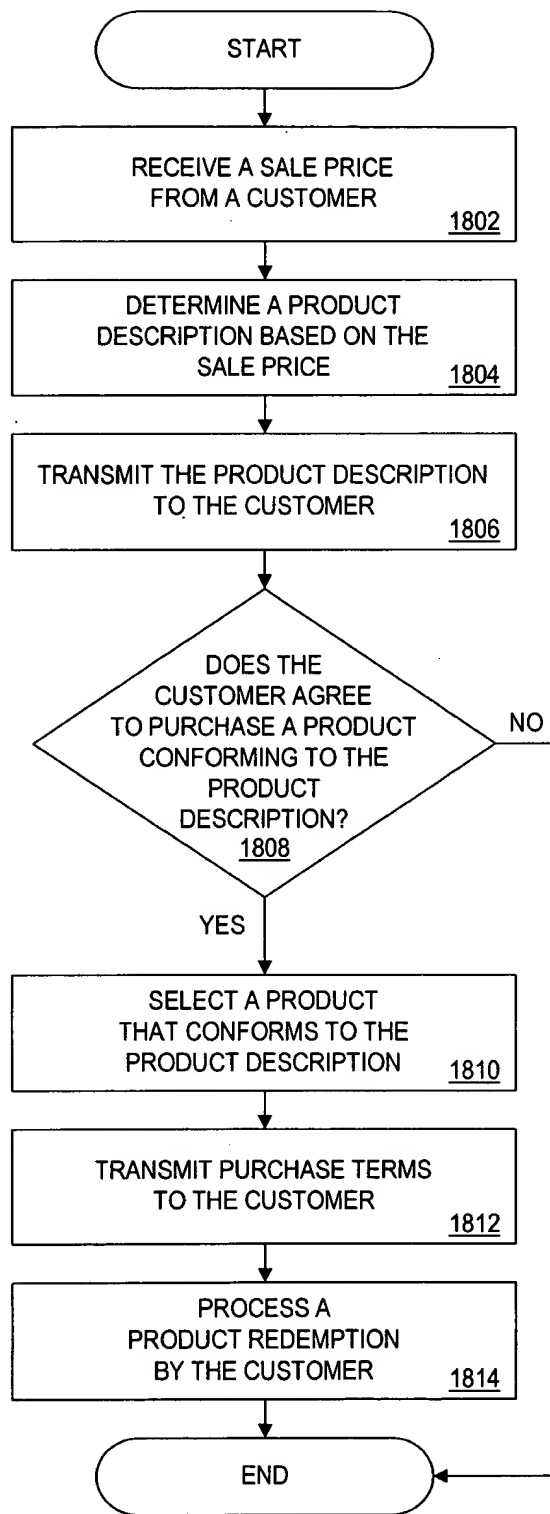 START
RECEIVE A SALE PRICE
FROM A CUSTOMER
1802
DETERMINE A PRODUCT
DESCRIPTION BASED ON THE
SALE PRICE
1804
TRANSMIT THE PRODUCT DESCRIPTION
TO THE CUSTOMER
1806
DOES THE
CUSTOMER AGREE
TO PURCHASE A PRODUCT
CONFORMING TO THE
PRODUCT
DESCRIPTION?
1808
NO
YES
SELECT A PRODUCT
THAT CONFORMS TO THE
PRODUCT DESCRIPTION
1810
TRANSMIT PURCHASE TERMS
TO THE CUSTOMER
1812
PROCESS A
PRODUCT REDEMPTION
BY THE CUSTOMER
1814
END